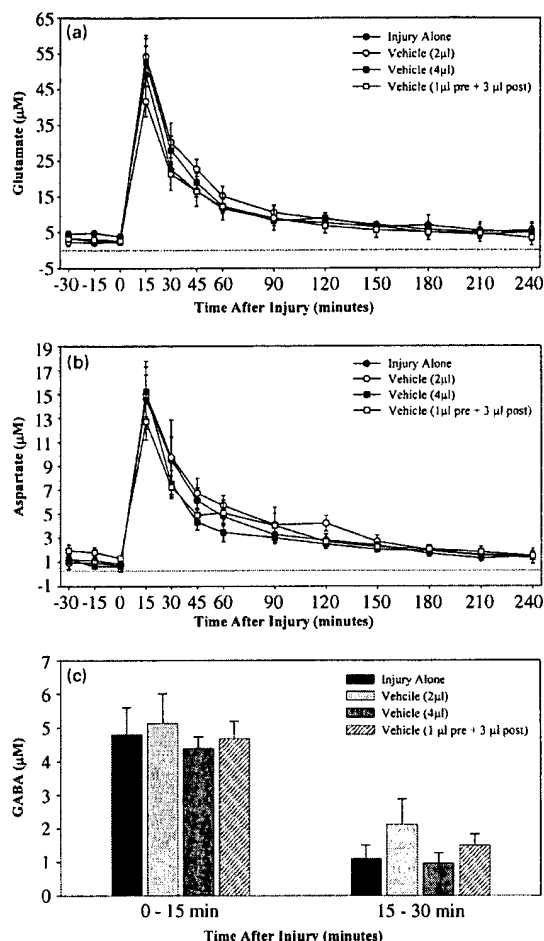 (a)
Injury Alone
Vehicle (2µl)
Vehicle (4µl)
Vehicle (1µl pre + 3 µl post)
Glutamate (µM)
65
55
45
35
25
15
5
-5
-30 -15 0 15 30 45 60 90 120 150 180 210 240
Time After Injury (minutes)
(b)
Injury Alone
Vehicle (2µl)
Vehicle (4µl)
Vehicle (1µl pre + 3 µl post)
Aspartate (µM)
19
17
15
13
11
9
7
5
3
1
-1
-30 -15 0 15 30 45 60 90 120 150 180 210 240
Time After Injury (minutes)
(c)
Injury Alone
Vehcile (2µl)
Vehicle (4µl)
Vehicle (1 µl pre + 3 µl post)
GABA (µM)
7
6
5
4
3
2
1
0
0 - 15 min 15 - 30 min
Time After Injury (minutes)